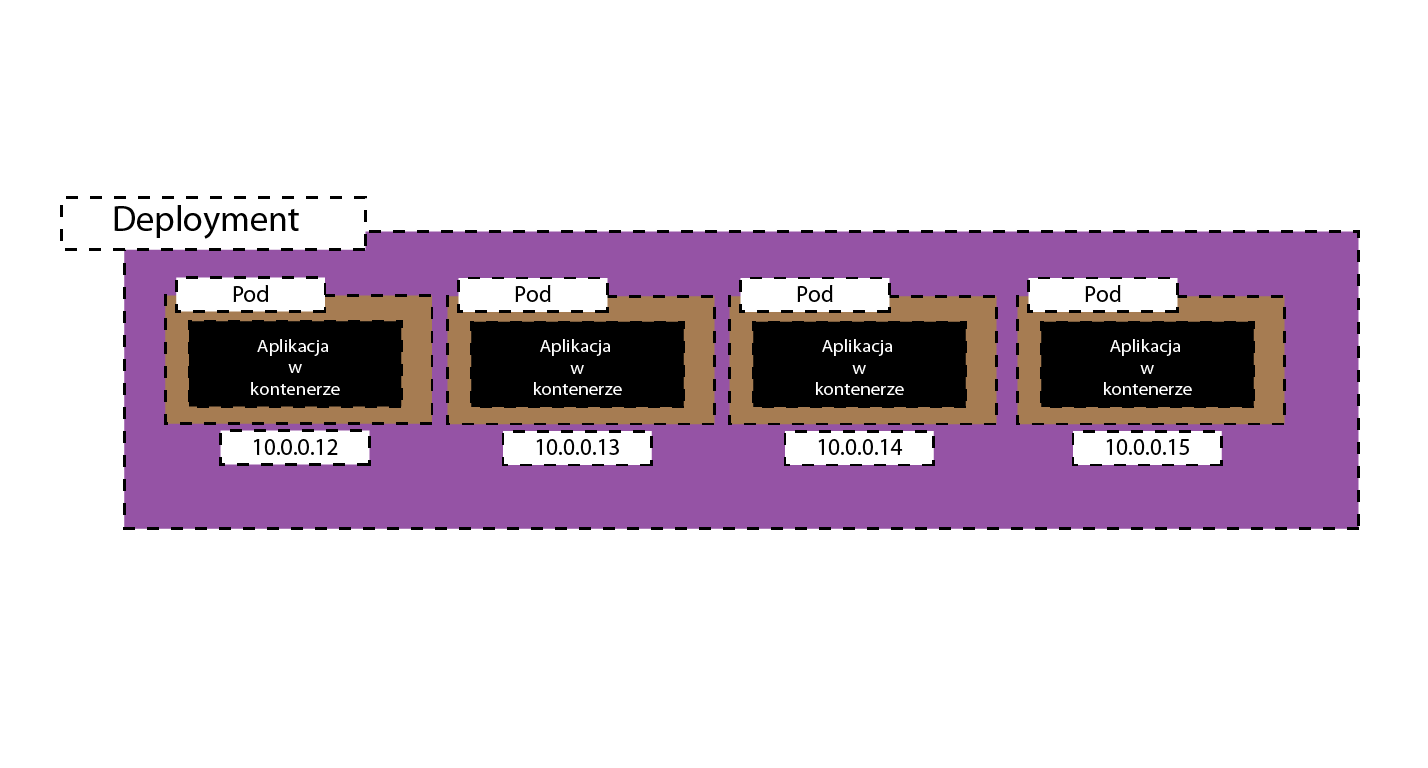 Deployment
Pod
Aplikacja
w
kontenerze
10.0.0.12
Pod
Aplikacja
w
kontenerze
10.0.0.13
Pod
Aplikacja
w
kontenerze
10.0.0.14
Pod
Aplikacja
w
kontenerze
10.0.0.15